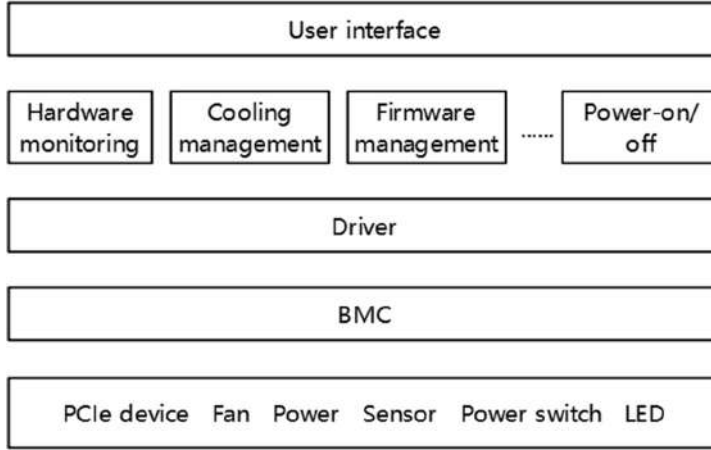 User interface
Hardware monitoring
Cooling management
Firmware management
......
Power-on/ off
Driver
BMC
PCIe device Fan Power Sensor Power switch LED